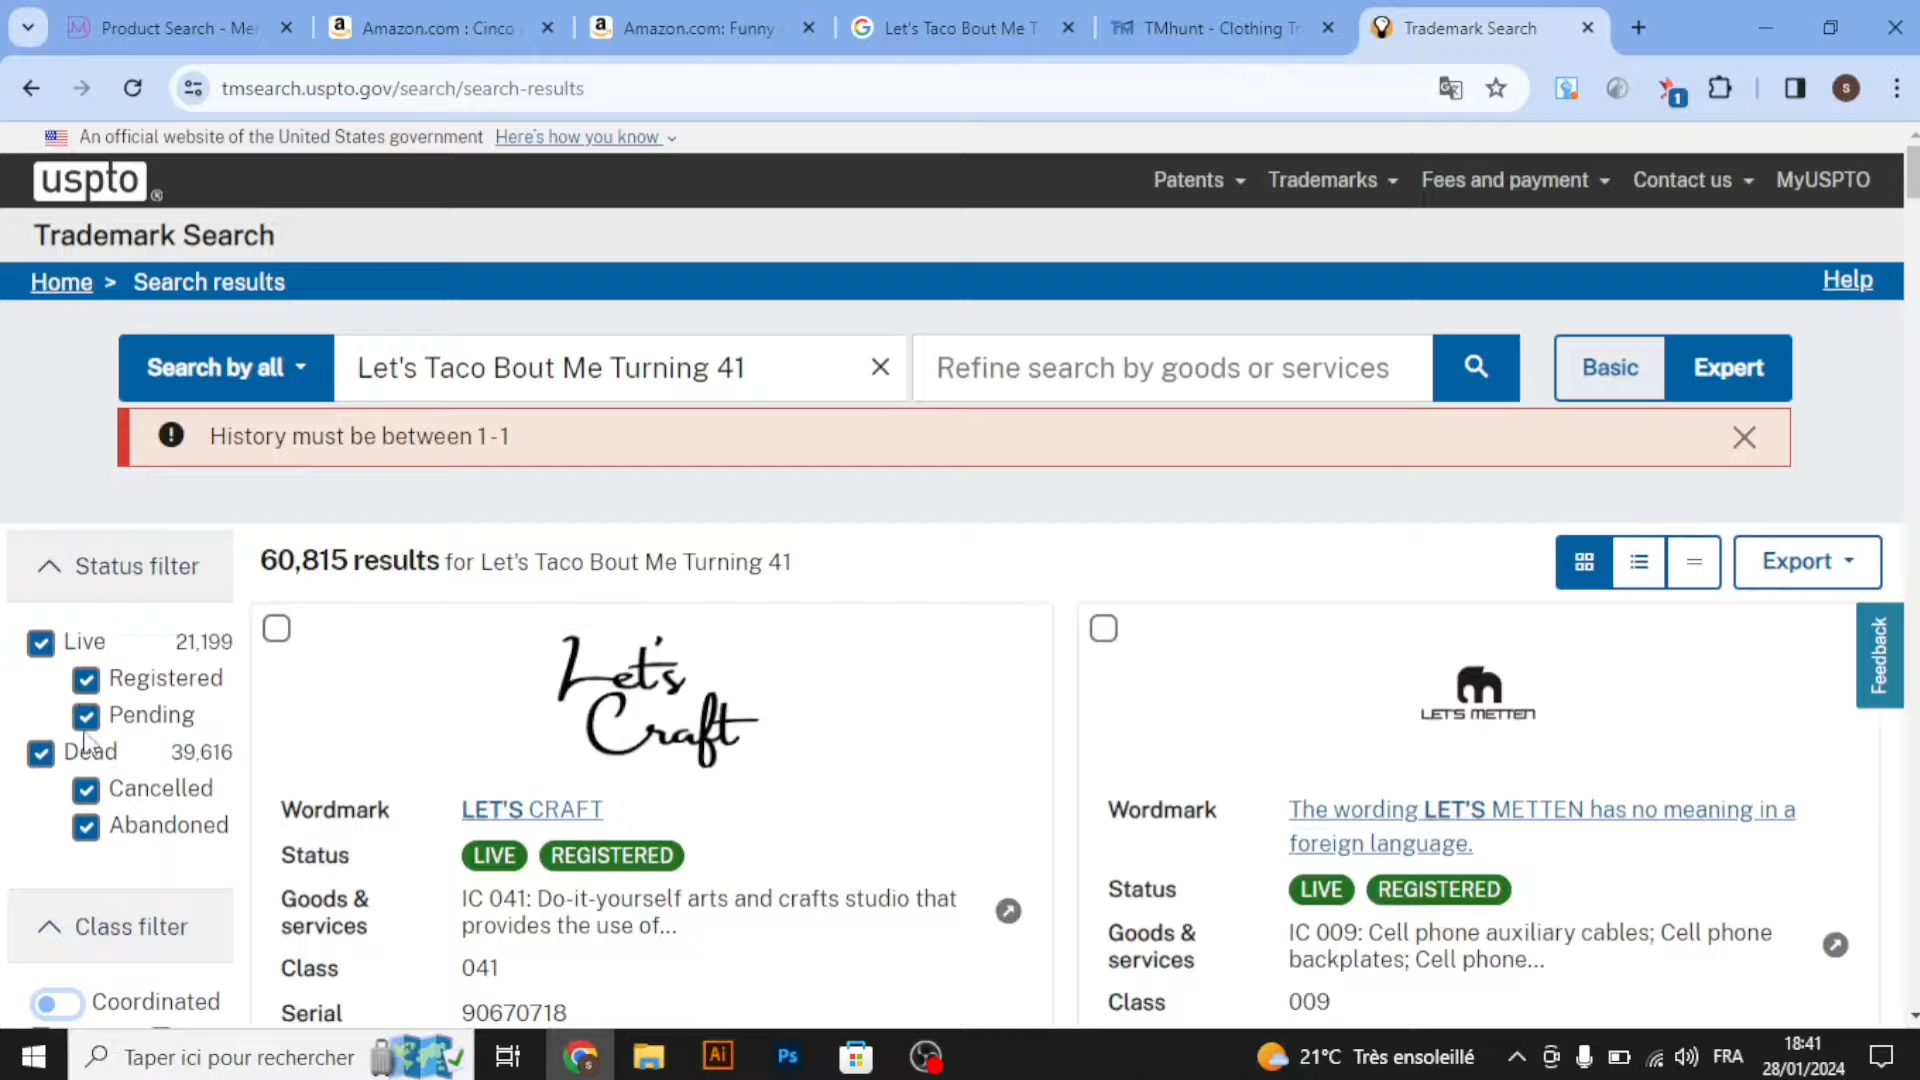 Product Search - Me
Amazon.com : Cinco
Amazon.com: Funny
Let's Taco Bout Me T
TMhunt - Clothing Tr
Trademark Search
tmsearch.uspto.gov/search/search-results
1
S
An official website of the United States government Here's how you know
uspto ®
Patents Trademarks Fees and payment Contact us MyUSPTO
Trademark Search
Home > Search results
Help
Search by all
Let's Taco Bout Me Turning 41
Refine search by goods or services
Basic
Expert
History must be between 1-1
Status filter
60,815 results for Let's Taco Bout Me Turning 41
Export
Live 21,199
Registered
Pending
Dead 39,616
Cancelled
Abandoned
Class filter
Coordinated
Let's
Craft
Wordmark LET'S CRAFT
Status LIVE REGISTERED
Goods & services IC 041: Do-it-yourself arts and crafts studio that
provides the use of...
Class 041
Serial 90670718
LET'S METTEN
Wordmark The wording LET'S METTEN has no meaning in a
foreign language.
Status LIVE REGISTERED
Goods & services IC 009: Cell phone auxiliary cables; Cell phone
backplates; Cell phone...
Class 009
Feedback
Taper ici pour rechercher
Ai
Ps
21°C Très ensoleillé
FRA
18:41
28/01/2024